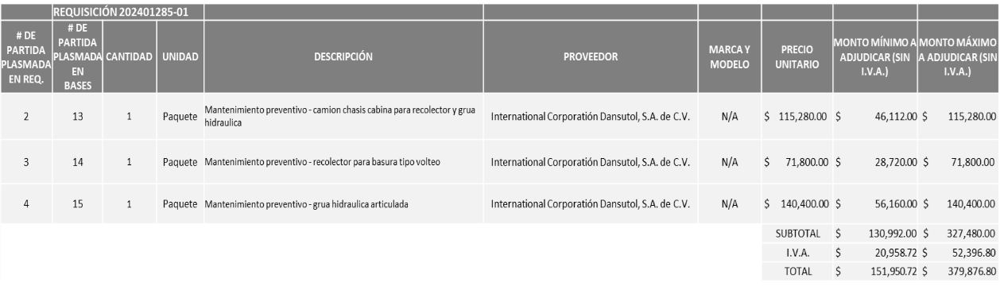 REQUISICIÓN 202401285-01
# DE PARTIDA PLASMADA EN REQ. # DE PARTIDA PLASMADA EN BASES CANTIDAD UNIDAD DESCRIPCIÓN PROVEEDOR MARCA Y MODELO PRECIO UNITARIO MONTO MÍNIMO A ADJUDICAR (SIN I.V.A.) MONTO MÁXIMO A ADJUDICAR (SIN I.V.A.)
2 13 1 Paquete Mantenimiento preventivo - camion chasis cabina para recolector y grua hidraulica International Corporatión Dansutol, S.A. de C.V. N/A $ 115,280.00 $ 46,112.00 $ 115,280.00
3 14 1 Paquete Mantenimiento preventivo - recolector para basura tipo volteo International Corporatión Dansutol, S.A. de C.V. N/A $ 71,800.00 $ 28,720.00 $ 71,800.00
4 15 1 Paquete Mantenimiento preventivo - grua hidraulica articulada International Corporatión Dansutol, S.A. de C.V. N/A $ 140,400.00 $ 56,160.00 $ 140,400.00
SUBTOTAL $ 130,992.00 $ 327,480.00
I.V.A. $ 20,958.72 $ 52,396.80
TOTAL $ 151,950.72 $ 379,876.80